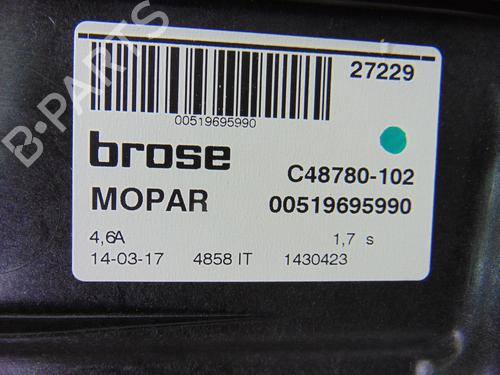 27229
00519695990
brose
C48780-102
MOPAR 00519695990
4,6A 1,7 s
14-03-17 4858 IT 1430423
B-PARTS